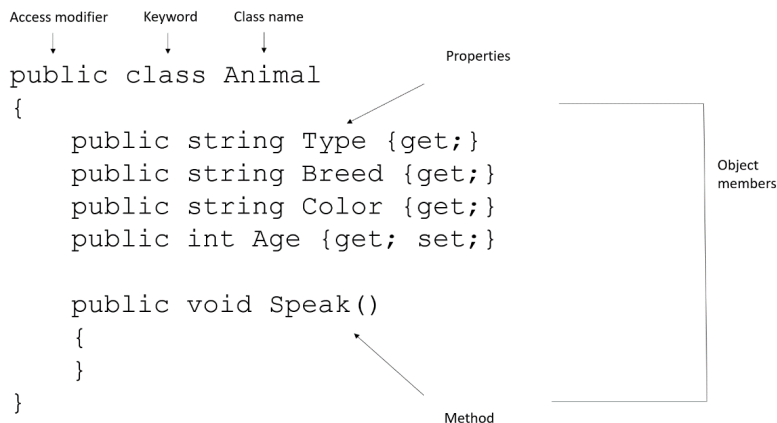 Access modifier Keyword Class name
public class Animal
Properties
{
public string Type {get;}
public string Breed {get;}
Object
members
public string Color {get;}
public int Age {get; set;}
public void Speak()
{
}
}
Method